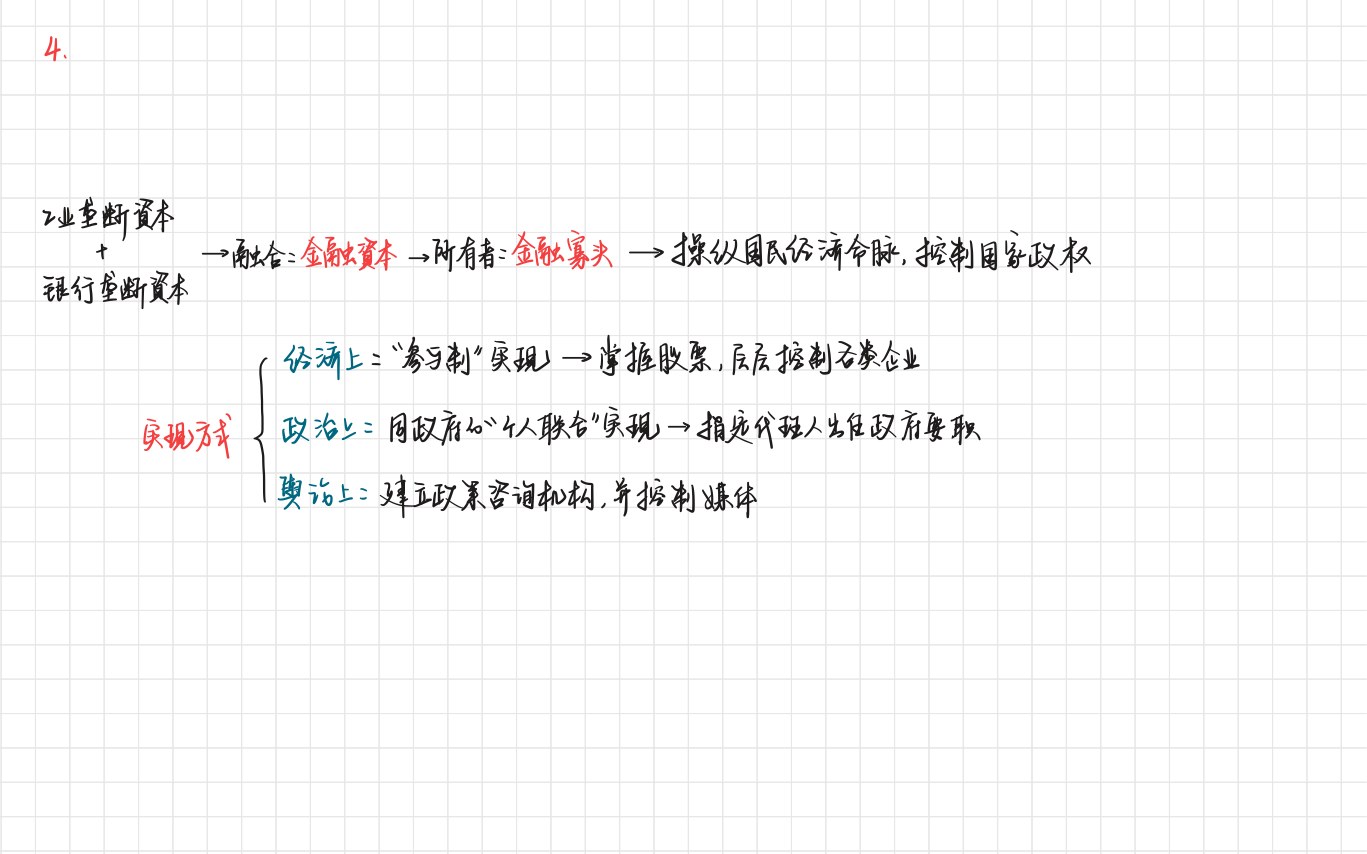 4.
工业垄断资本
+
银行垄断资本
→融合:金融资本→所有者:金融寡头→操纵国民经济命脉,控制国家政权
实现方式
经济上:"参与制"实现→掌握股票,层层控制各类企业
政治上:同政府的"个人联合"实现→指定代理人出任政府要职
舆论上:建立政策咨询机构,并控制媒体